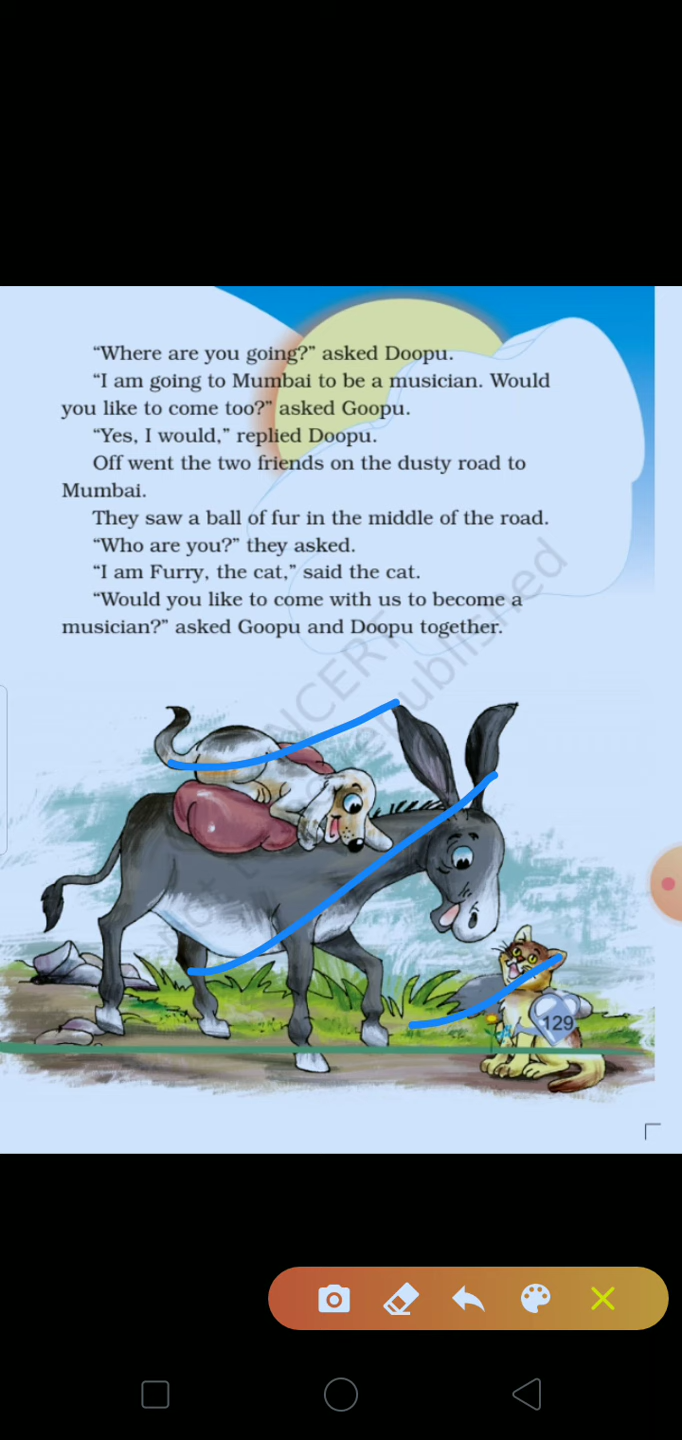 “Where are you going?” asked Doopu.
“I am going to Mumbai to be a musician. Would
you like to come too?” asked Goopu.
“Yes, I would,” replied Doopu.
Off went the two friends on the dusty road to
Mumbai.
They saw a ball of fur in the middle of the road.
“Who are you?” they asked.
“I am Furry, the cat,” said the cat.
“Would you like to come with us to become a
musician?” asked Goopu and Doopu together.
NCERT
republished
129